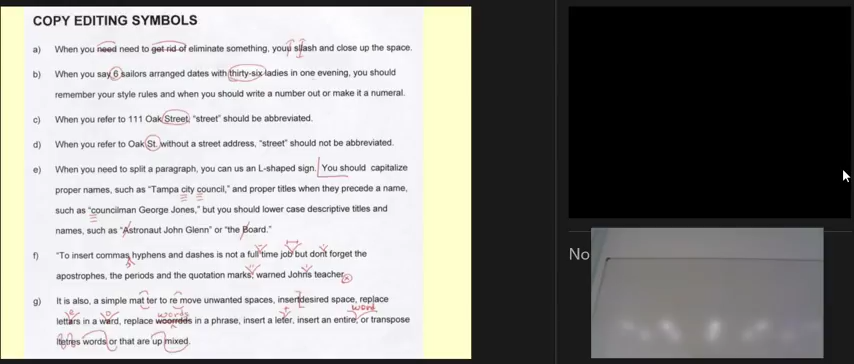 COPY EDITING SYMBOLS
a) When you need need to get rid of eliminate something, you slash and close up the space.
b) When you say 6 sailors arranged dates with thirty-six ladies in one evening, you should
remember your style rules and when you should write a number out or make it a numeral.
c) When you refer to 111 Oak Street, "street" should be abbreviated.
d) When you refer to Oak St. without a street address, "street" should not be abbreviated.
e) When you need to split a paragraph, you can us an L-shaped sign. You should capitalize
proper names, such as "Tampa city council," and proper titles when they precede a name,
such as "councilman George Jones," but you should lower case descriptive titles and
names, such as "Astronaut John Glenn" or "the Board."
f) "To insert commas hyphens and dashes is not a full time job but dont forget the
apostrophes, the periods and the quotation marks, warned Johns teacher
g) It is also, a simple mat ter to re move unwanted spaces, insertdesired space, replace
words word
in a phrase, insert a leter, insert an entire, or transpose
words or that are up mixed.
No